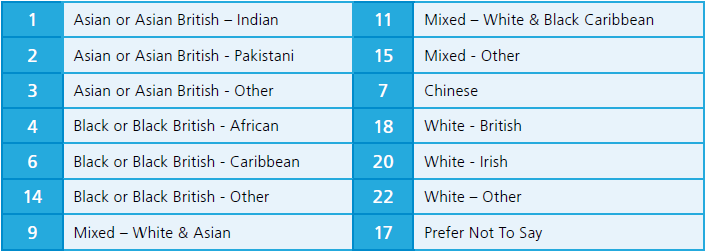 1 Asian or Asian British – Indian 11 Mixed – White & Black Caribbean
2 Asian or Asian British - Pakistani 15 Mixed - Other
3 Asian or Asian British - Other 7 Chinese
4 Black or Black British - African 18 White - British
6 Black or Black British - Caribbean 20 White - Irish
14 Black or Black British - Other 22 White – Other
9 Mixed – White & Asian 17 Prefer Not To Say